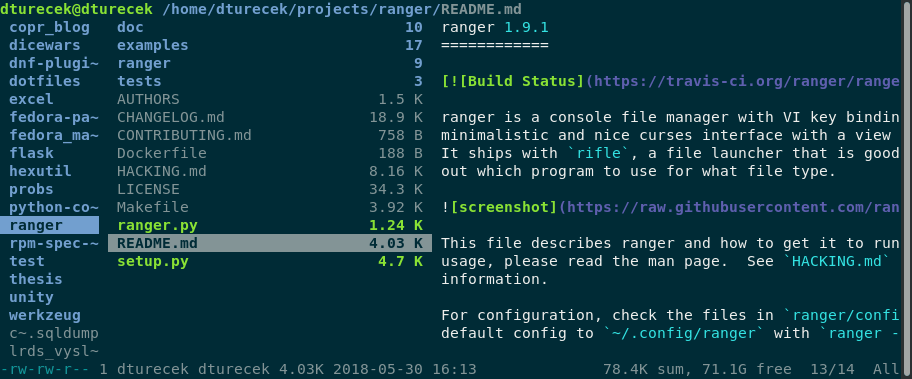 dturecek@dturecek /home/dturecek/projects/ranger/README.md
copr_blog doc 10 ranger 1.9.1
dicewars examples 17 ============
dnf-plugi~ ranger 9
dotfiles tests 3 [![Build Status](https://travis-ci.org/ranger/range
excel AUTHORS 1.5 K
fedora-pa~ CHANGELOG.md 18.9 K ranger is a console file manager with VI key bindin
fedora_ma~ CONTRIBUTING.md 758 B minimalistic and nice curses interface with a view
flask Dockerfile 188 B It ships with `rifle`, a file launcher that is good
hexutil HACKING.md 8.16 K out which program to use for what file type.
probs LICENSE 34.3 K
python-co~ Makefile 3.92 K ![screenshot](https://raw.githubusercontent.com/ran
ranger ranger.py 1.24 K
rpm-spec-~ README.md 4.03 K This file describes ranger and how to get it to run
test setup.py 4.7 K usage, please read the man page.  See `HACKING.md`
thesis information.
unity
werkzeug For configuration, check the files in `ranger/confi
c~.sqldump default config to `~/.config/ranger` with `ranger -
lrds_vysl~
-rw-rw-r-- 1 dturecek dturecek 4.03K 2018-05-30 16:13 78.4K sum, 71.1G free 13/14 All